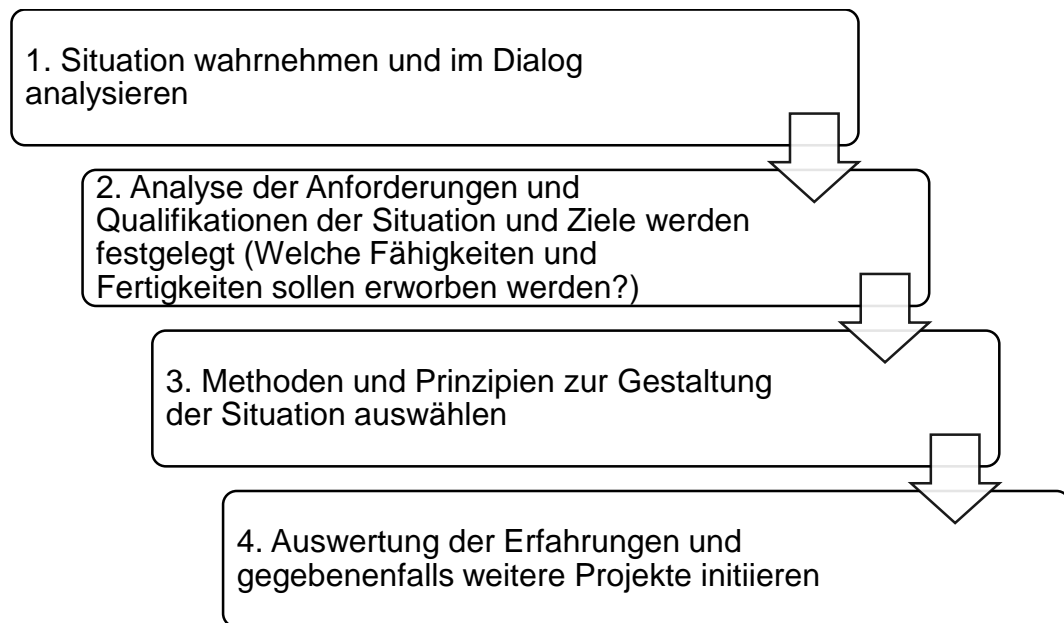 1. Situation wahrnehmen und im Dialog
analysieren
2. Analyse der Anforderungen und
Qualifikationen der Situation und Ziele werden
festgelegt (Welche Fähigkeiten und
Fertigkeiten sollen erworben werden?)
3. Methoden und Prinzipien zur Gestaltung
der Situation auswählen
4. Auswertung der Erfahrungen und
gegebenenfalls weitere Projekte initiieren